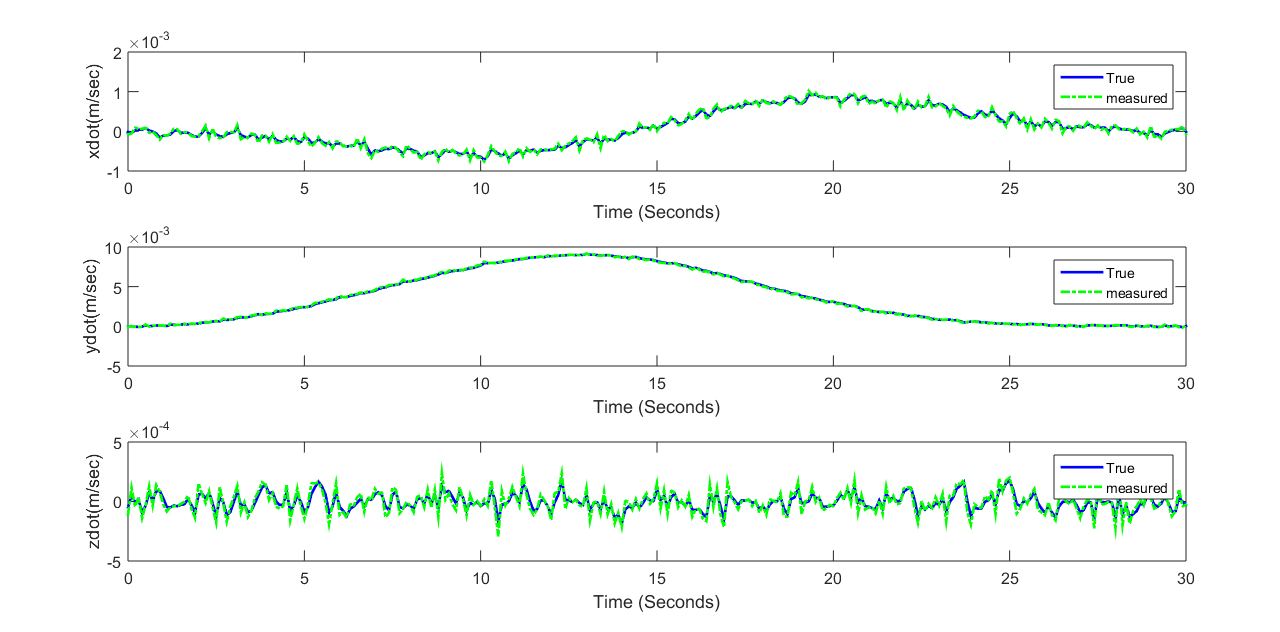 ×10-3
2
1
0
-1
xdot(m/sec)
True
measured
0 5 10 15 20 25 30
Time (Seconds)
×10-3
10
5
0
-5
ydot(m/sec)
True
measured
0 5 10 15 20 25 30
Time (Seconds)
×10-4
5
0
-5
zdot(m/sec)
True
measured
0 5 10 15 20 25 30
Time (Seconds)